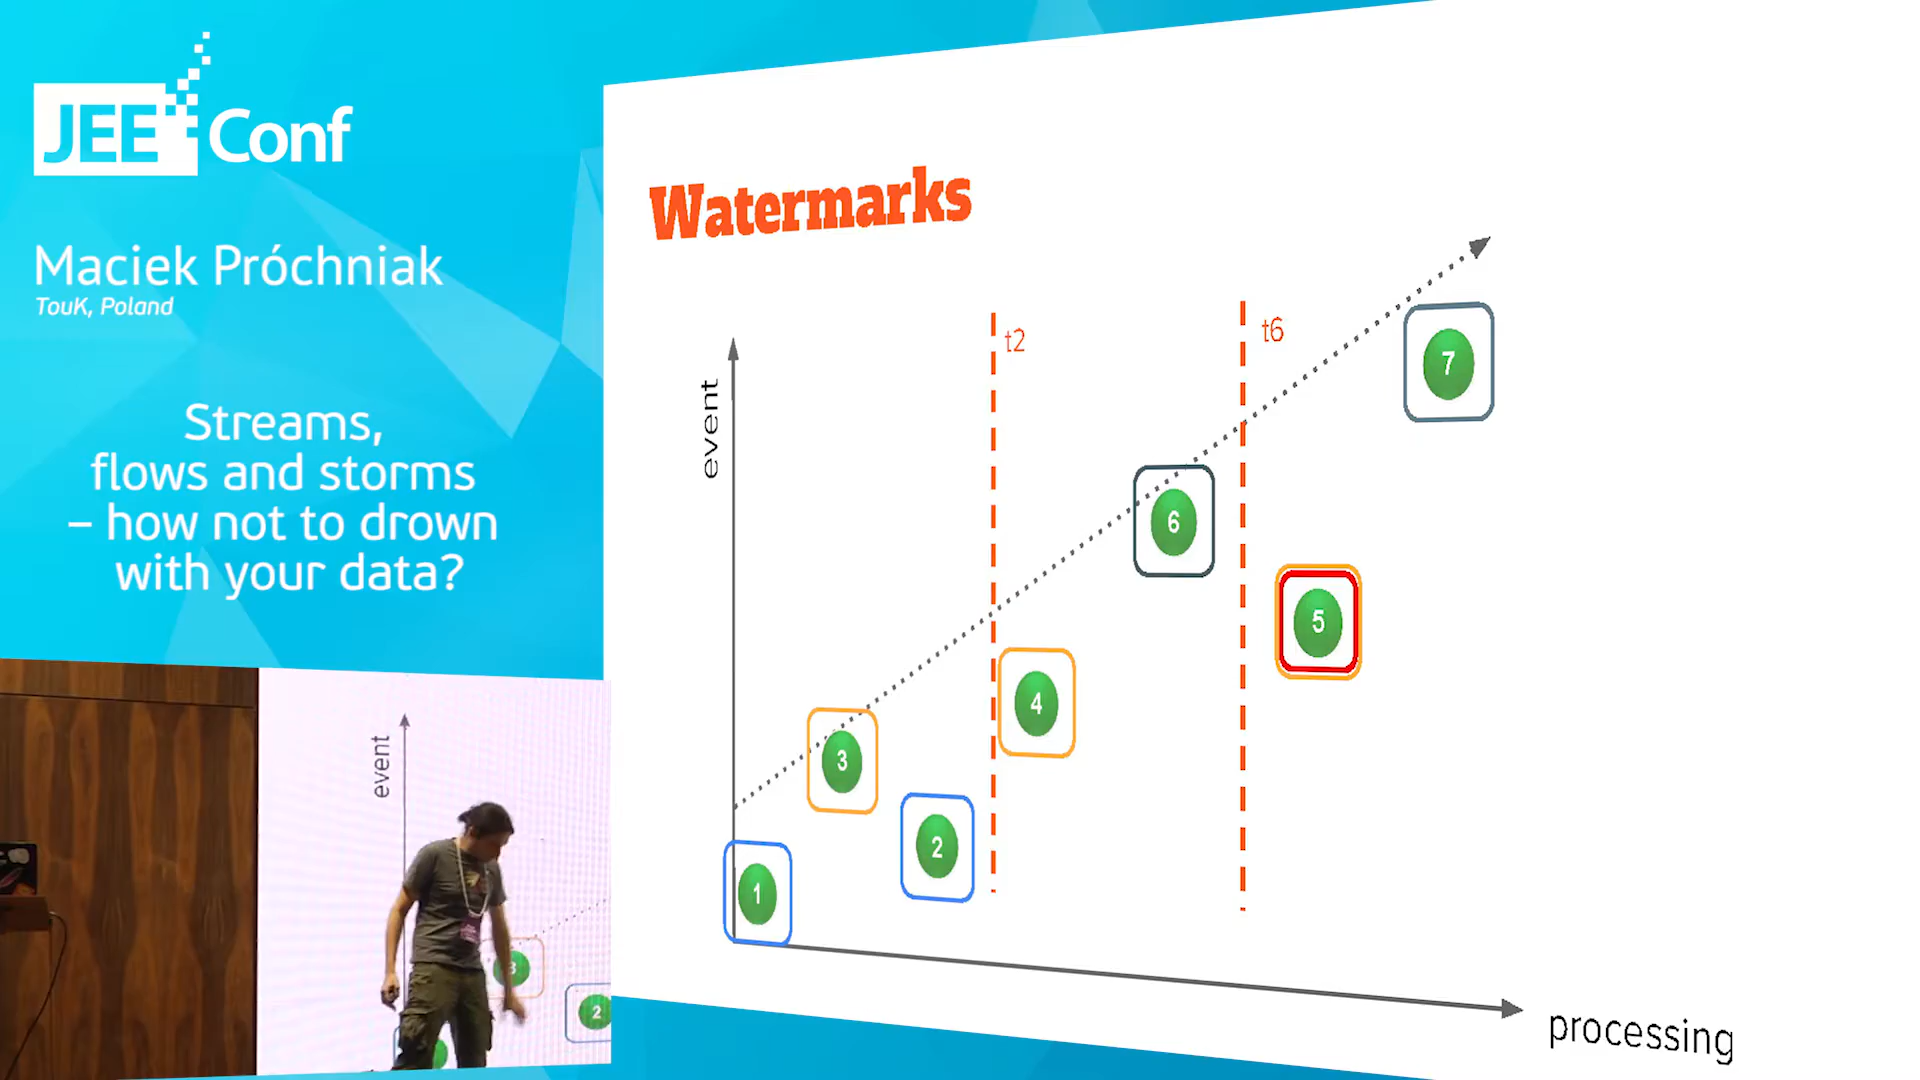 JEE Conf
Maciek Próchniak
TouK, Poland
Streams,
flows and storms
– how not to drown
with your data?
Watermarks
event
t2
t6
7
6
5
4
3
2
1
processing
event
3
2